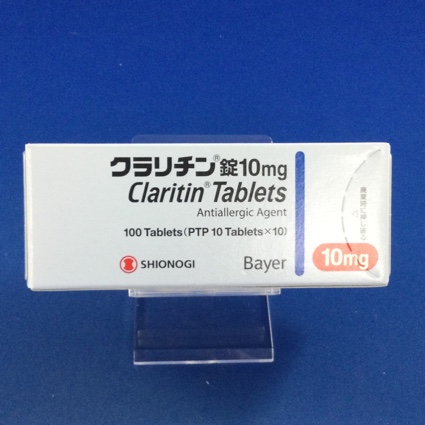 クラリチン®錠10mg
Claritin® Tablets
Antiallergic Agent
100 Tablets(PTP 10 Tablets×10)
SHIONOGI
Bayer
10mg